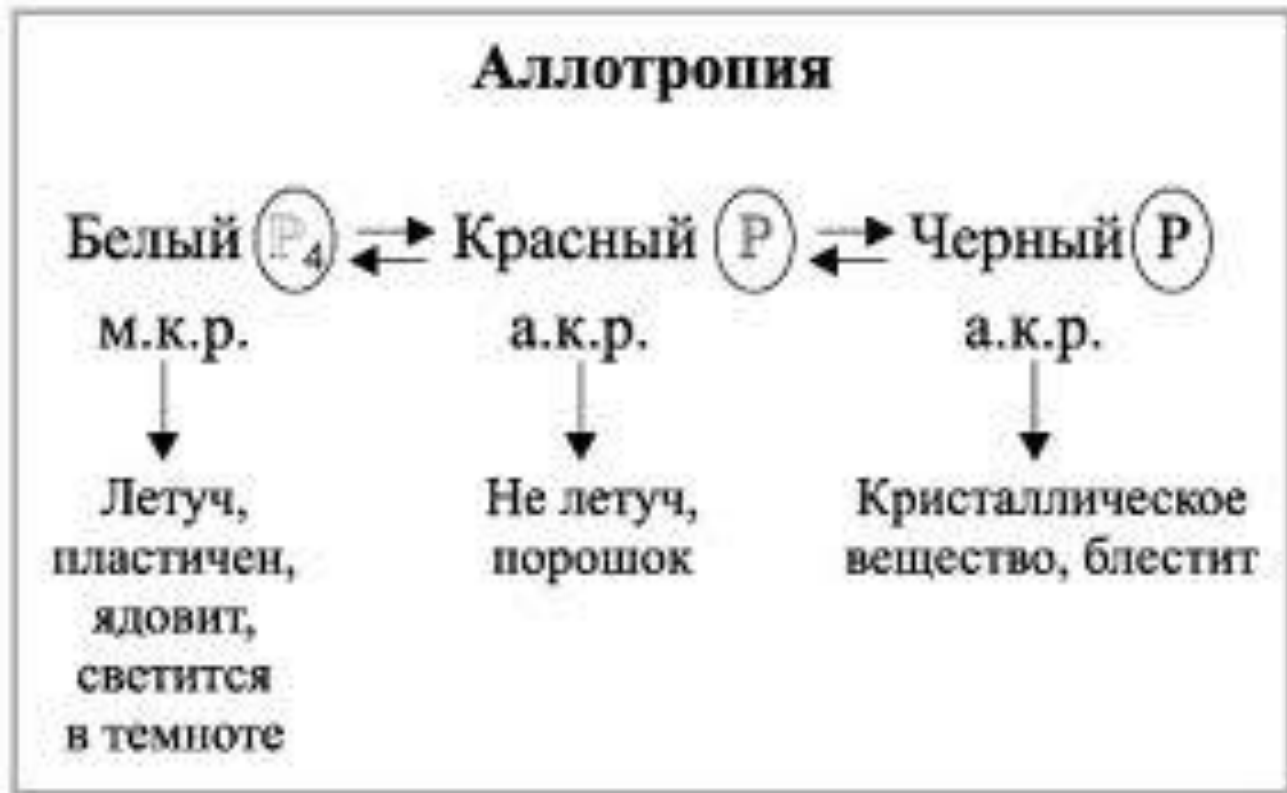 Аллотропия
Белый P₄ Красный P Черный P
м.к.р. а.к.р. а.к.р.
Летуч,
пластичен,
ядовит,
светится
в темноте
Не летуч,
порошок
Кристаллическое
вещество, блестит